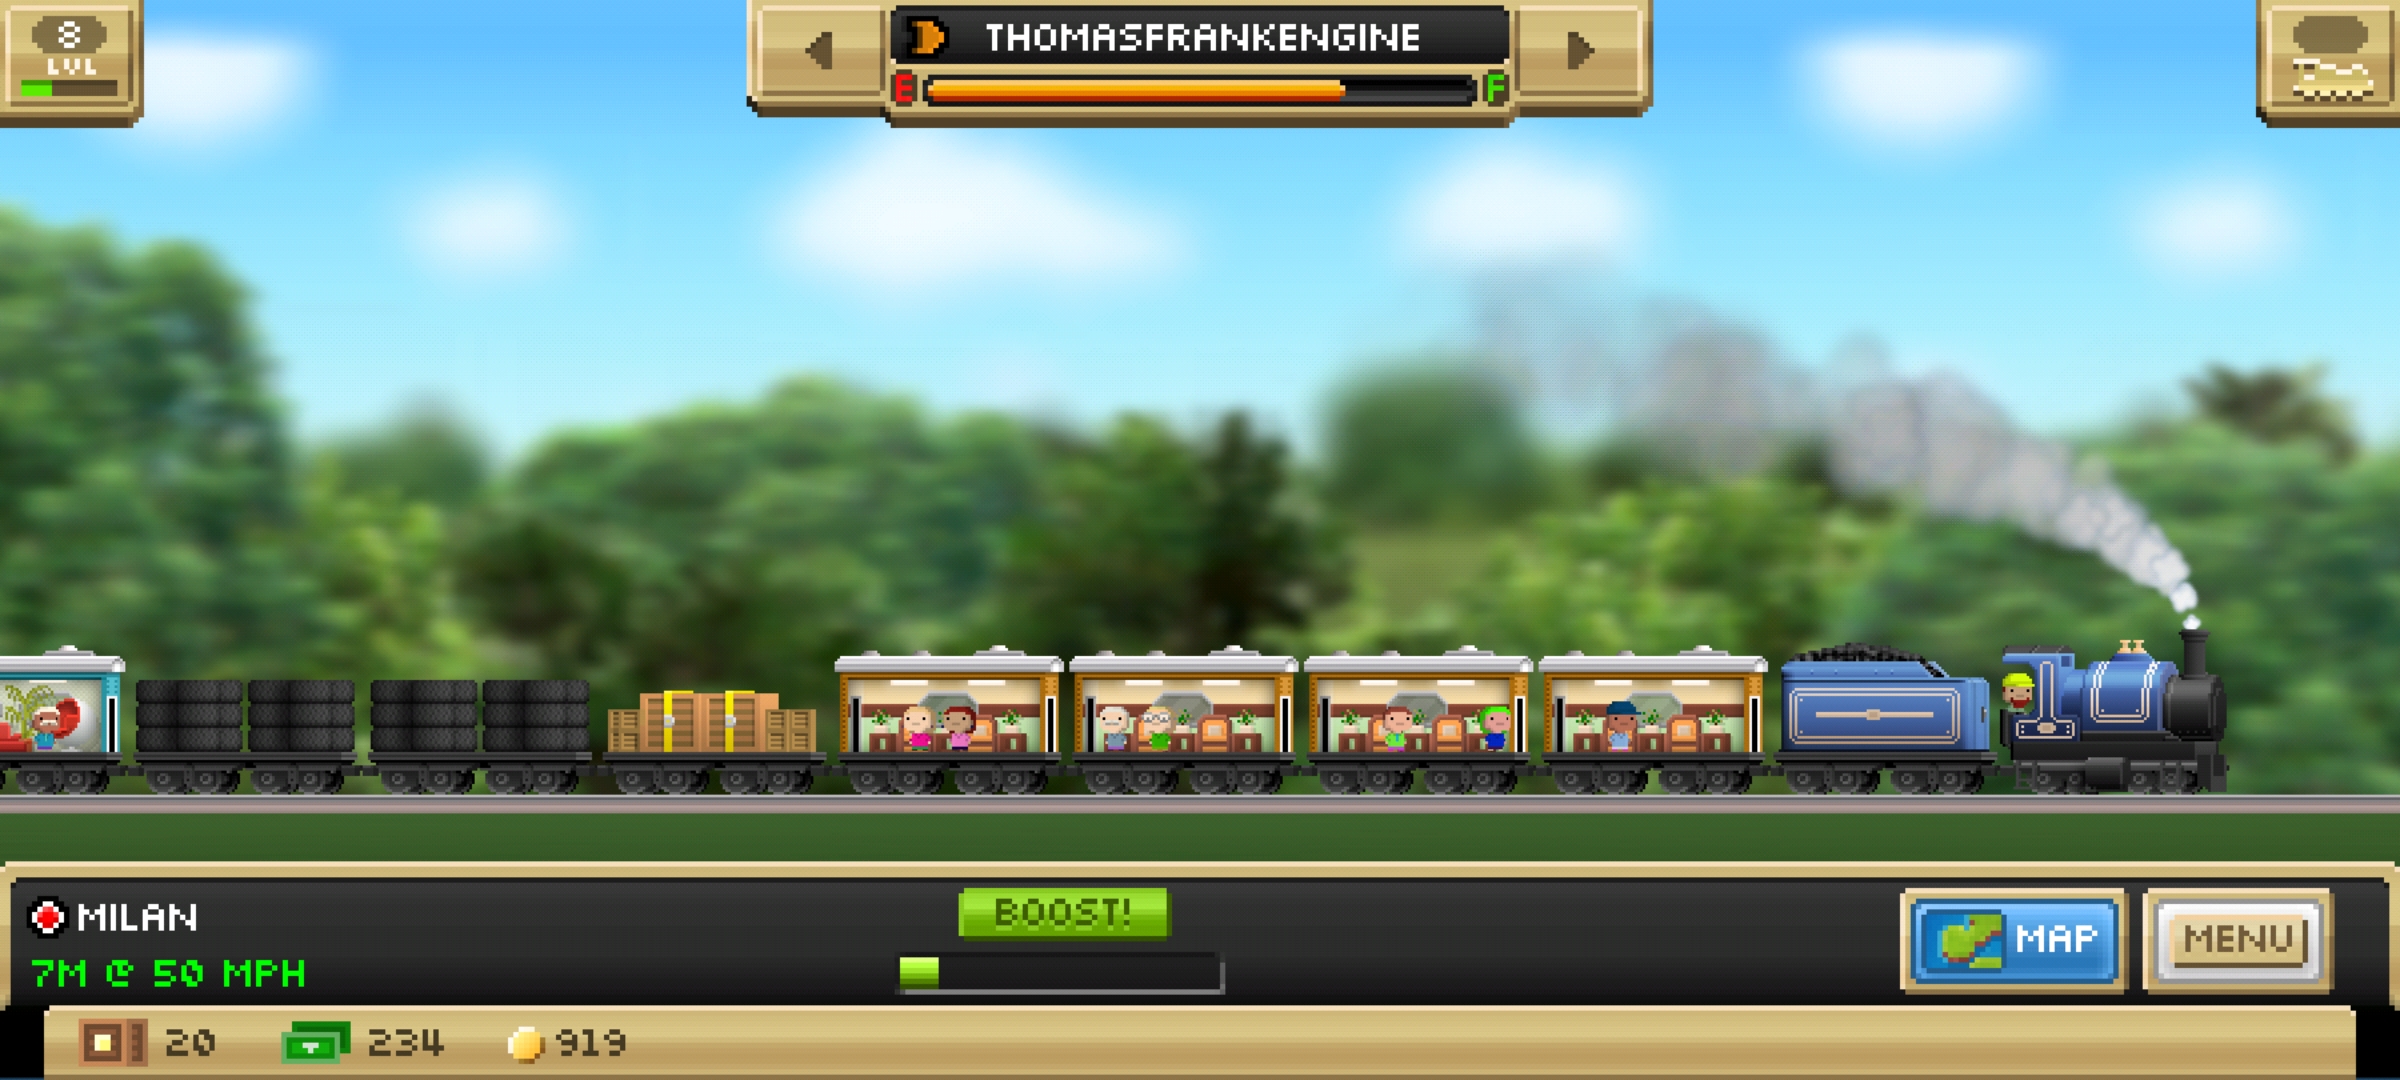 8
LVL
THOMASFRANKENGINE
E F
MILAN
7M @ 50 MPH
BOOST!
MAP
MENU
20 234 919